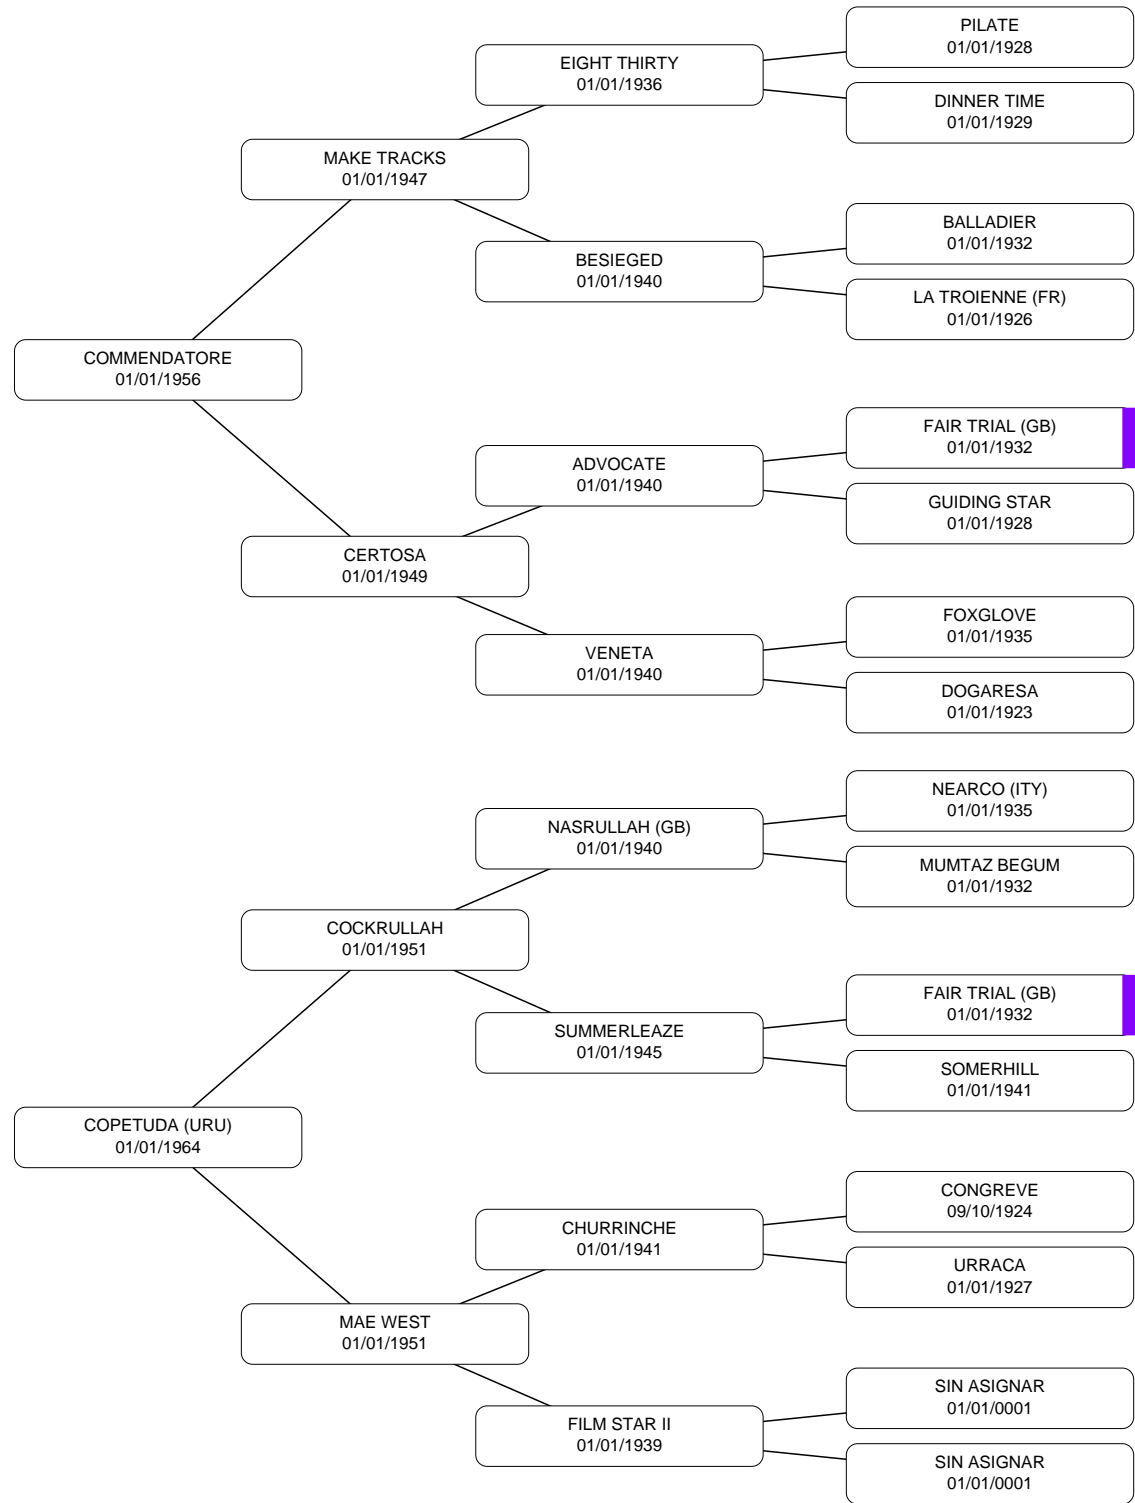 PILATE
01/01/1928
EIGHT THIRTY
01/01/1936
DINNER TIME
01/01/1929
MAKE TRACKS
01/01/1947
BALLADIER
01/01/1932
BESIEGED
01/01/1940
LA TROIENNE (FR)
01/01/1926
COMMENDATORE
01/01/1956
FAIR TRIAL (GB)
01/01/1932
ADVOCATE
01/01/1940
GUIDING STAR
01/01/1928
CERTOSA
01/01/1949
FOXGLOVE
01/01/1935
VENETA
01/01/1940
DOGARESA
01/01/1923
NEARCO (ITY)
01/01/1935
NASRULLAH (GB)
01/01/1940
MUMTAZ BEGUM
01/01/1932
COCKRULLAH
01/01/1951
FAIR TRIAL (GB)
01/01/1932
SUMMERLEAZE
01/01/1945
SOMERHILL
01/01/1941
COPETUDA (URU)
01/01/1964
CONGREVE
09/10/1924
CHURRINCHE
01/01/1941
URRACA
01/01/1927
MAE WEST
01/01/1951
SIN ASIGNAR
01/01/0001
FILM STAR II
01/01/1939
SIN ASIGNAR
01/01/0001